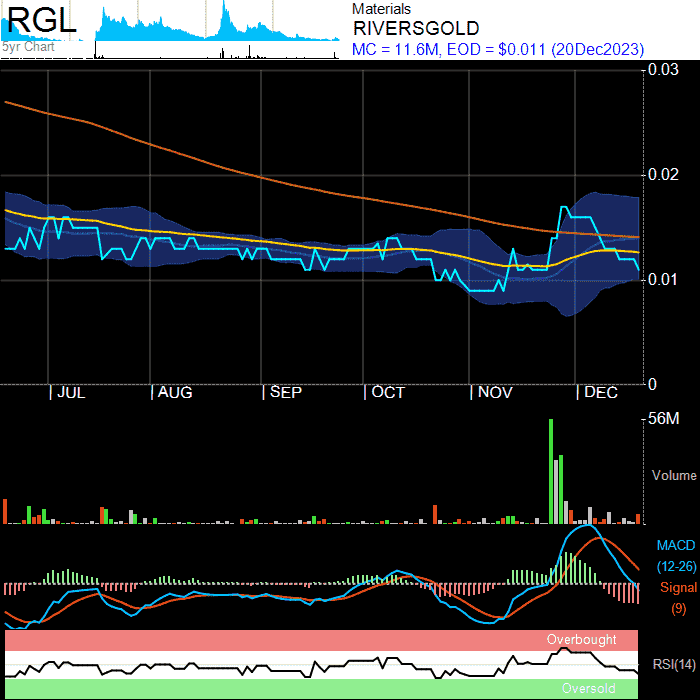 RGL
5yr Chart
Materials
RIVERSGOLD
MC = 11.6M, EOD = $0.011 (20Dec2023)
0.03
0.02
0.01
0
| JUL | AUG | SEP | OCT | NOV | DEC
56M
Volume
MACD
(12-26)
Signal
(9)
Overbought
RSI(14)
Oversold